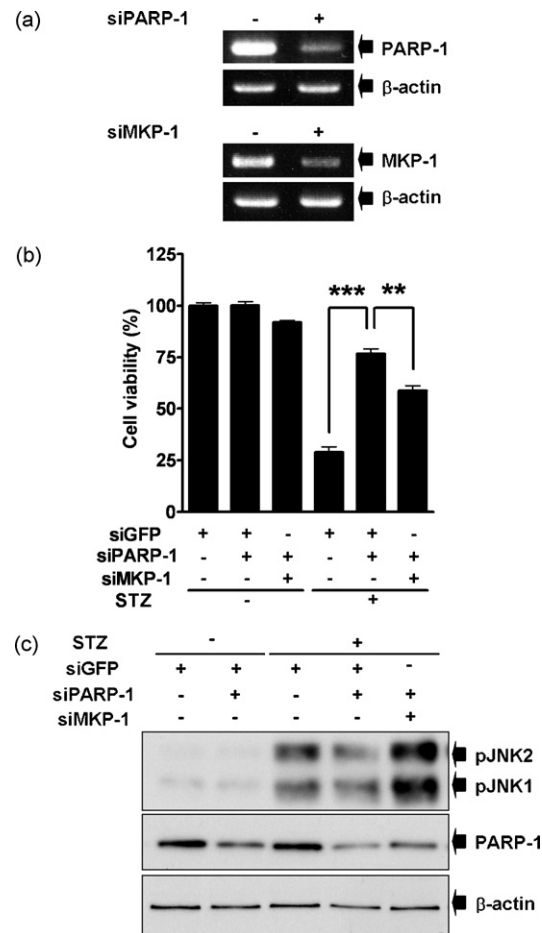 (a)
siPARP-1 - +
PARP-1
β-actin
siMKP-1 - +
MKP-1
β-actin
(b)
Cell viability (%)
125
100
75
50
25
0
*** **
siGFP + + - + + -
siPARP-1 - + + - + +
siMKP-1 - - + - - +
STZ - +
(c)
STZ - +
siGFP + + + + -
siPARP-1 - + - + +
siMKP-1 - - - - +
pJNK2
pJNK1
PARP-1
β-actin